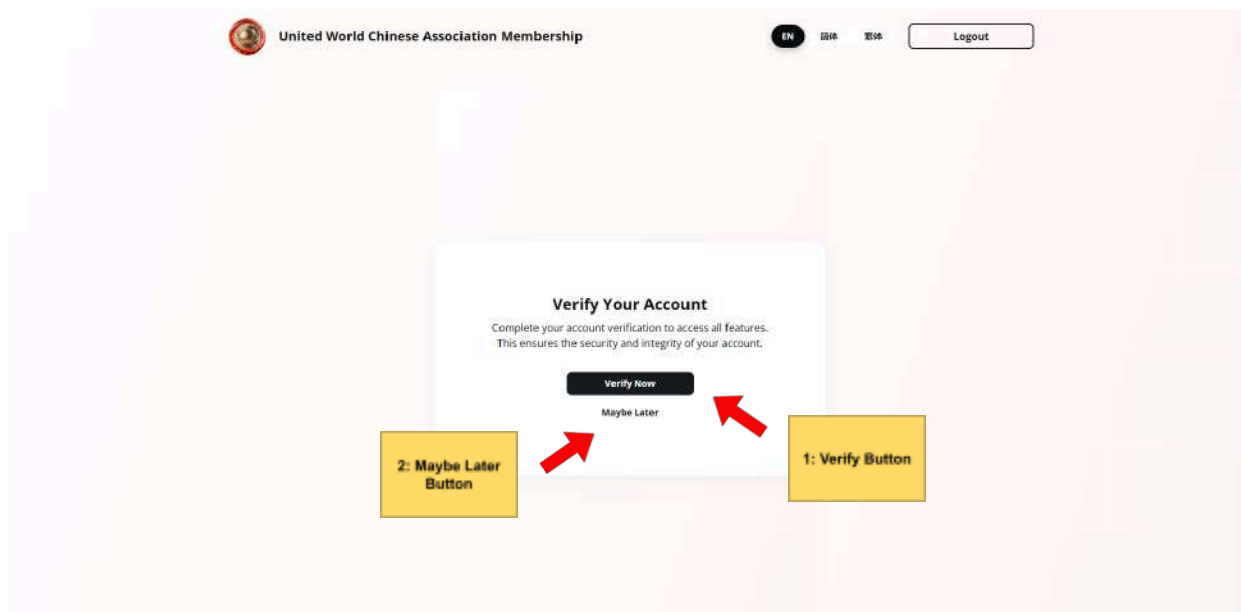 United World Chinese Association Membership
EN
繁体
Logout
Verify Your Account
Complete your account verification to access all features.
This ensures the security and integrity of your account.
Verify Now
Maybe Later
2: Maybe Later
Button
1: Verify Button